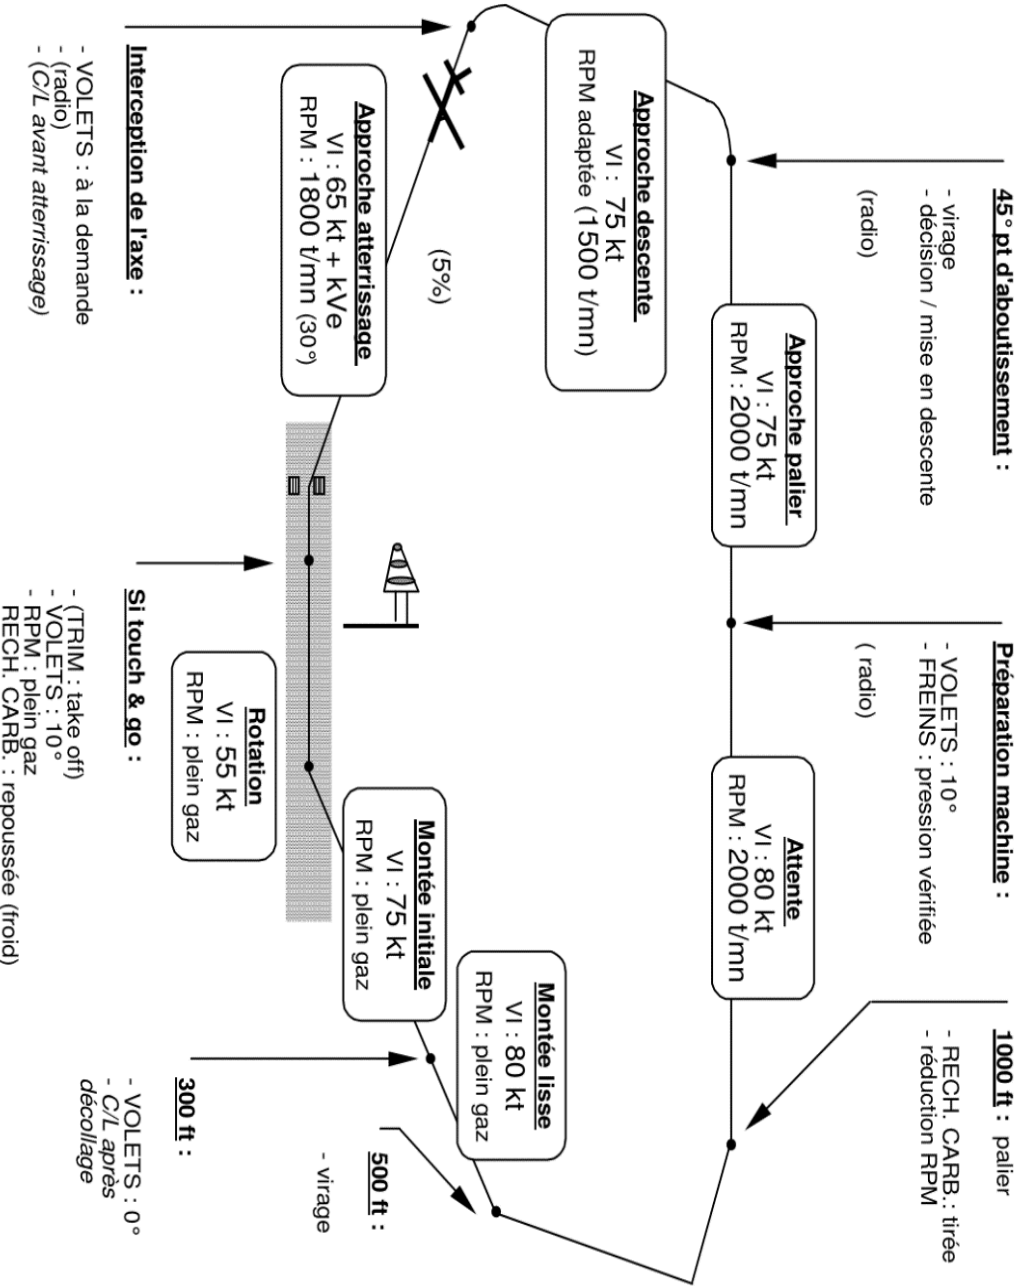 45° pt d'aboutissement :
- virage
- décision / mise en descente
(radio)
Préparation machine :
- VOLETS : 10°
- FREINS : pression vérifiée
( radio)
1000 ft : palier
- RECH. CARB.: tirée
- réduction RPM
Approche descente
VI : 75 kt
RPM adaptée (1500 t/mn)
Approche palier
VI : 75 kt
RPM : 2000 t/mn
Attente
VI : 80 kt
RPM : 2000 t/mn
(5%)
Approche atterrissage
VI : 65 kt + kVe
RPM : 1800 t/mn (30°)
Montée lisse
VI : 80 kt
RPM : plein gaz
Montée initiale
VI : 75 kt
RPM : plein gaz
Rotation
VI : 55 kt
RPM : plein gaz
500 ft :
- virage
Interception de l'axe :
- VOLETS : à la demande
- (radio)
- (C/L avant atterrissage)
Si touch & go :
- (TRIM : take off)
- VOLETS : 10°
- RPM : plein gaz
RECH. CARB. : repoussée (froid)
300 ft :
- VOLETS : 0°
- C/L après
décollage